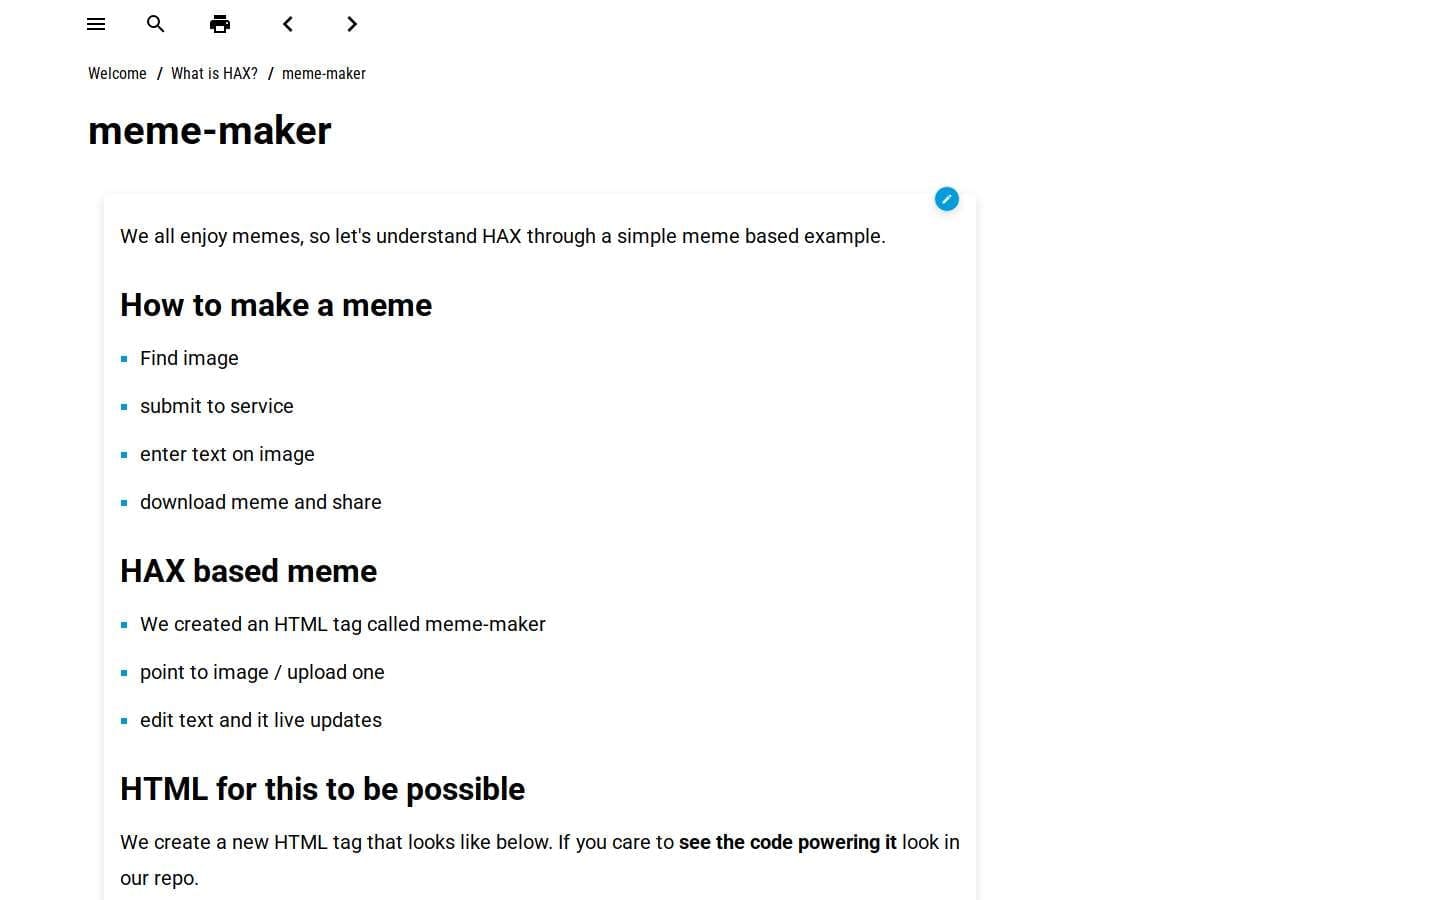 Welcome / What is HAX? / meme-maker
meme-maker
We all enjoy memes, so let's understand HAX through a simple meme based example.
How to make a meme
Find image
submit to service
enter text on image
download meme and share
HAX based meme
We created an HTML tag called meme-maker
point to image / upload one
edit text and it live updates
HTML for this to be possible
We create a new HTML tag that looks like below. If you care to see the code powering it look in
our repo.